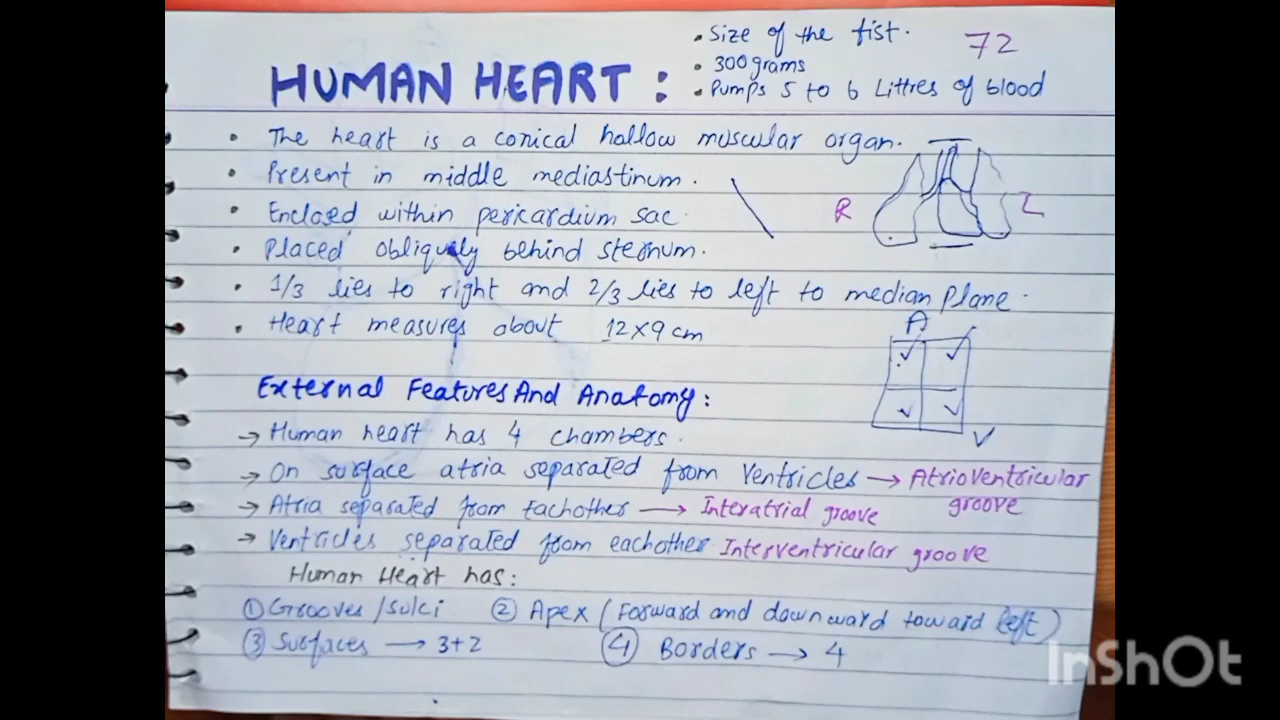 • Size of the fist.
72
• 300grams
HUMAN HEART :
• Pumps 5 to 6 Littres of blood
• The heart is a conical hollow muscular organ.
• Present in middle mediastinum.
R
L
• Enclosed within pericardium sac.
• Placed obliquely behind sternum.
• 1/3 lies to right and 2/3 lies to left to median plane.
A
• Heart measures about 12x9 cm
External Features And Anatomy:
→ Human heart has 4 chambers.
V
→ On surface atria separated from ventricles → Atrioventricular
groove
→ Atria separated from Eachother → Interatrial groove
→ Ventricles separated from eachother Interventricular groove
Human Heart has:
① Grooves/sulci ② Apex (Forward and downward toward left)
③ Surfaces → 3+2 ④ Borders → 4
InShOt